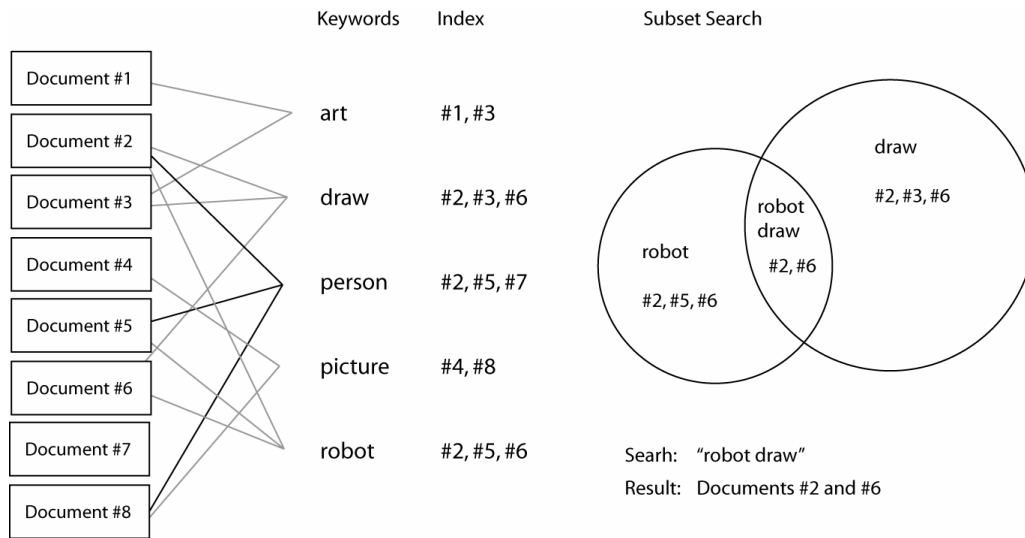 Keywords Index Subset Search
Document #1
Document #2
Document #3
Document #4
Document #5
Document #6
Document #7
Document #8
art #1, #3
draw #2, #3, #6
person #2, #5, #7
picture #4, #8
robot #2, #5, #6
robot
#2, #5, #6
robot
draw
#2, #6
draw
#2, #3, #6
Searh: “robot draw”
Result: Documents #2 and #6